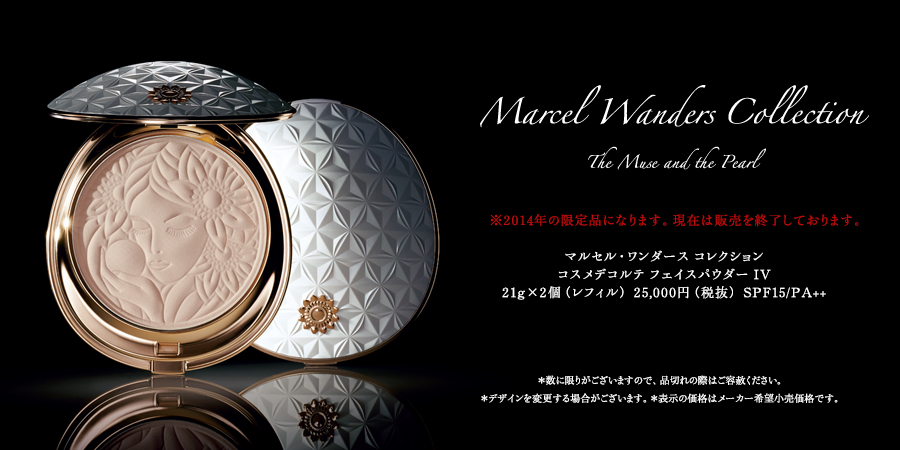 Marcel Wanders Collection
The Muse and the Pearl
※2014年の限定品になります。現在は販売を終了しております。
マルセル・ワンダース コレクション
コスメデコルテ フェイスパウダー IV
21g×2個（レフィル） 25,000円（税抜） SPF15/PA++
＊数に限りがございますので、品切れの際はご容赦ください。
＊デザインを変更する場合がございます。＊表示の価格はメーカー希望小売価格です。